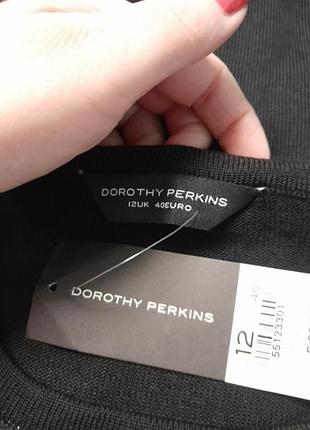 DOROTHY PERKINS
12UK 40EURO
DOROTHY PERKINS
12
40
55123301